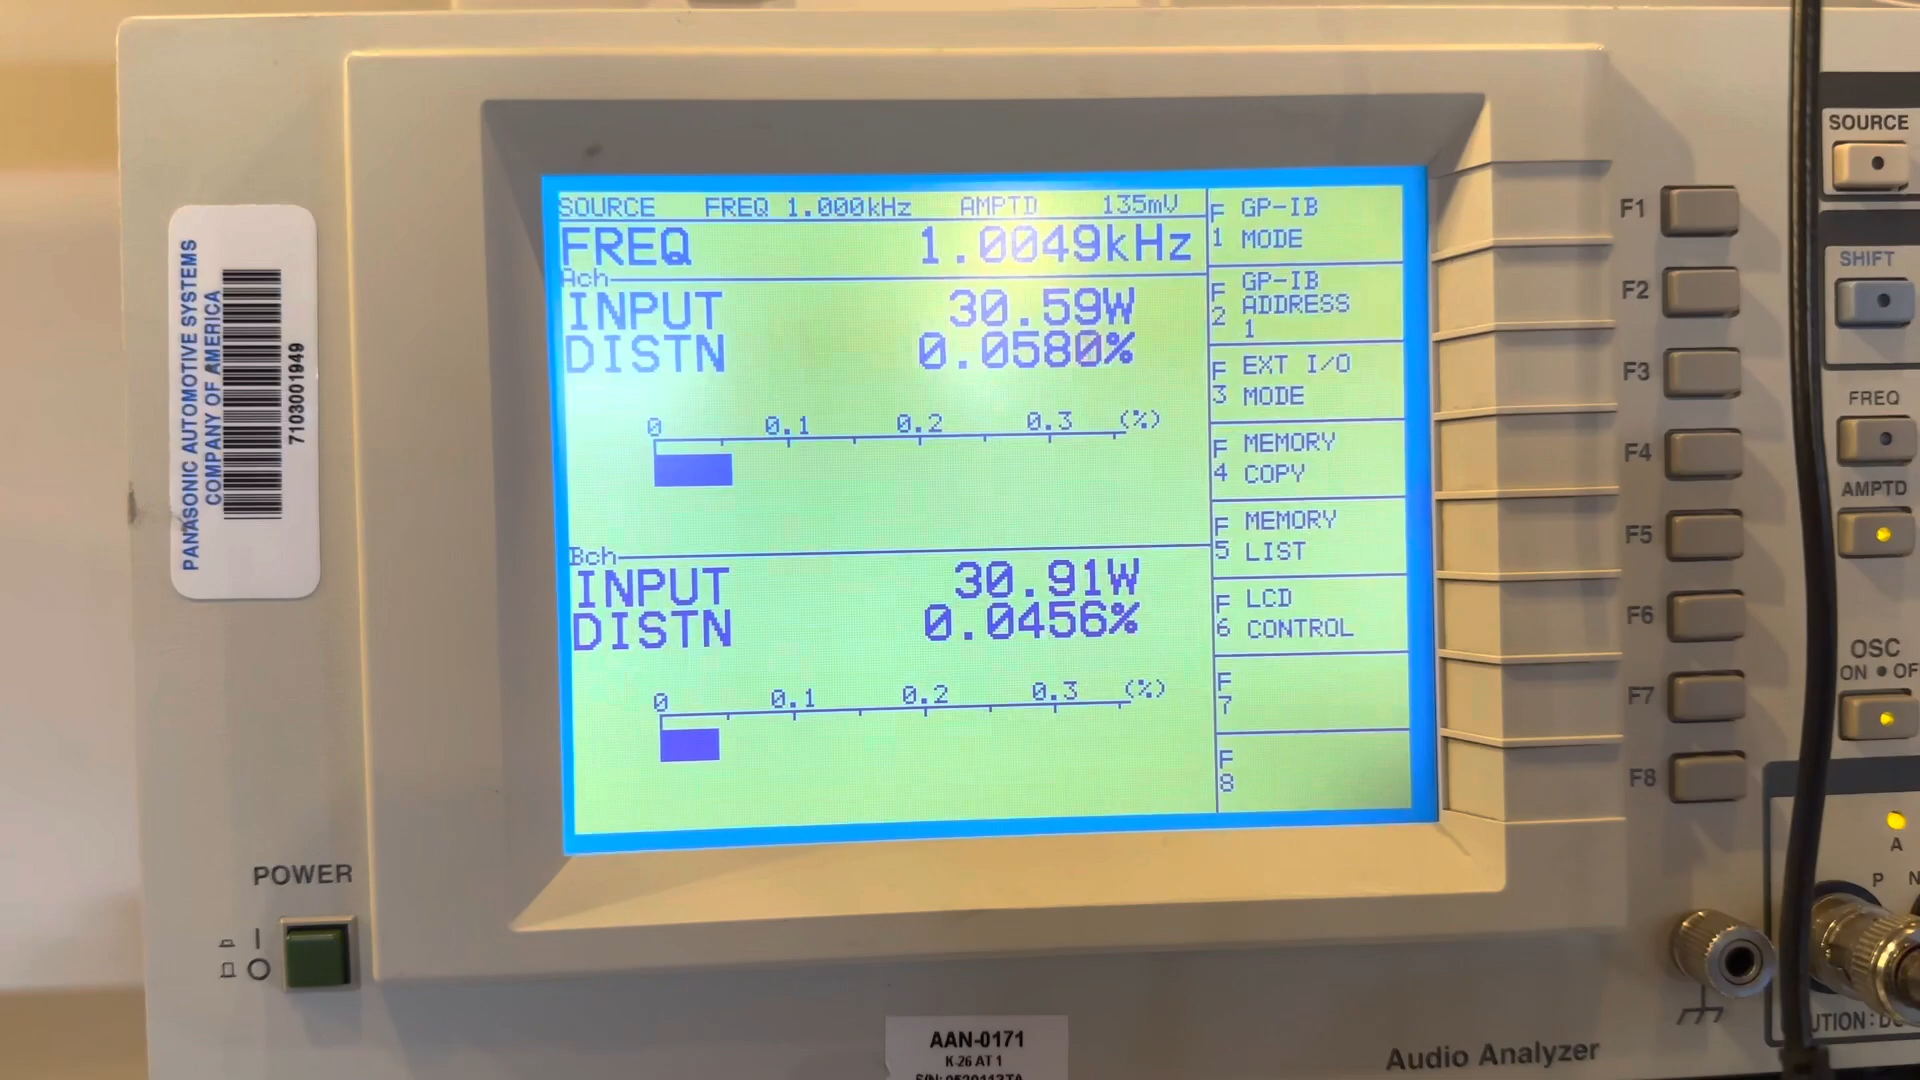 PANASONIC AUTOMOTIVE SYSTEMS
COMPANY OF AMERICA
7103001949
SOURCE FREQ 1.000kHz AMPTD 135mV
FREQ 1.0049kHz
Ach
INPUT 30.59W
DISTN 0.0580%
0 0.1 0.2 0.3 (%)
Bch
INPUT 30.91W
DISTN 0.0456%
0 0.1 0.2 0.3 (%)
F1 GP-IB
MODE
F2 GP-IB
ADDRESS
1
F3 EXT I/O
MODE
F4 MEMORY
COPY
F5 MEMORY
LIST
F6 LCD
CONTROL
F7
F8
F1
F2
F3
F4
F5
F6
F7
F8
SOURCE
SHIFT
FREQ
AMPTD
OSC
ON OF
A
P N
UTION:
POWER
AAN-0171
K-26 AT 1
Audio Analyzer